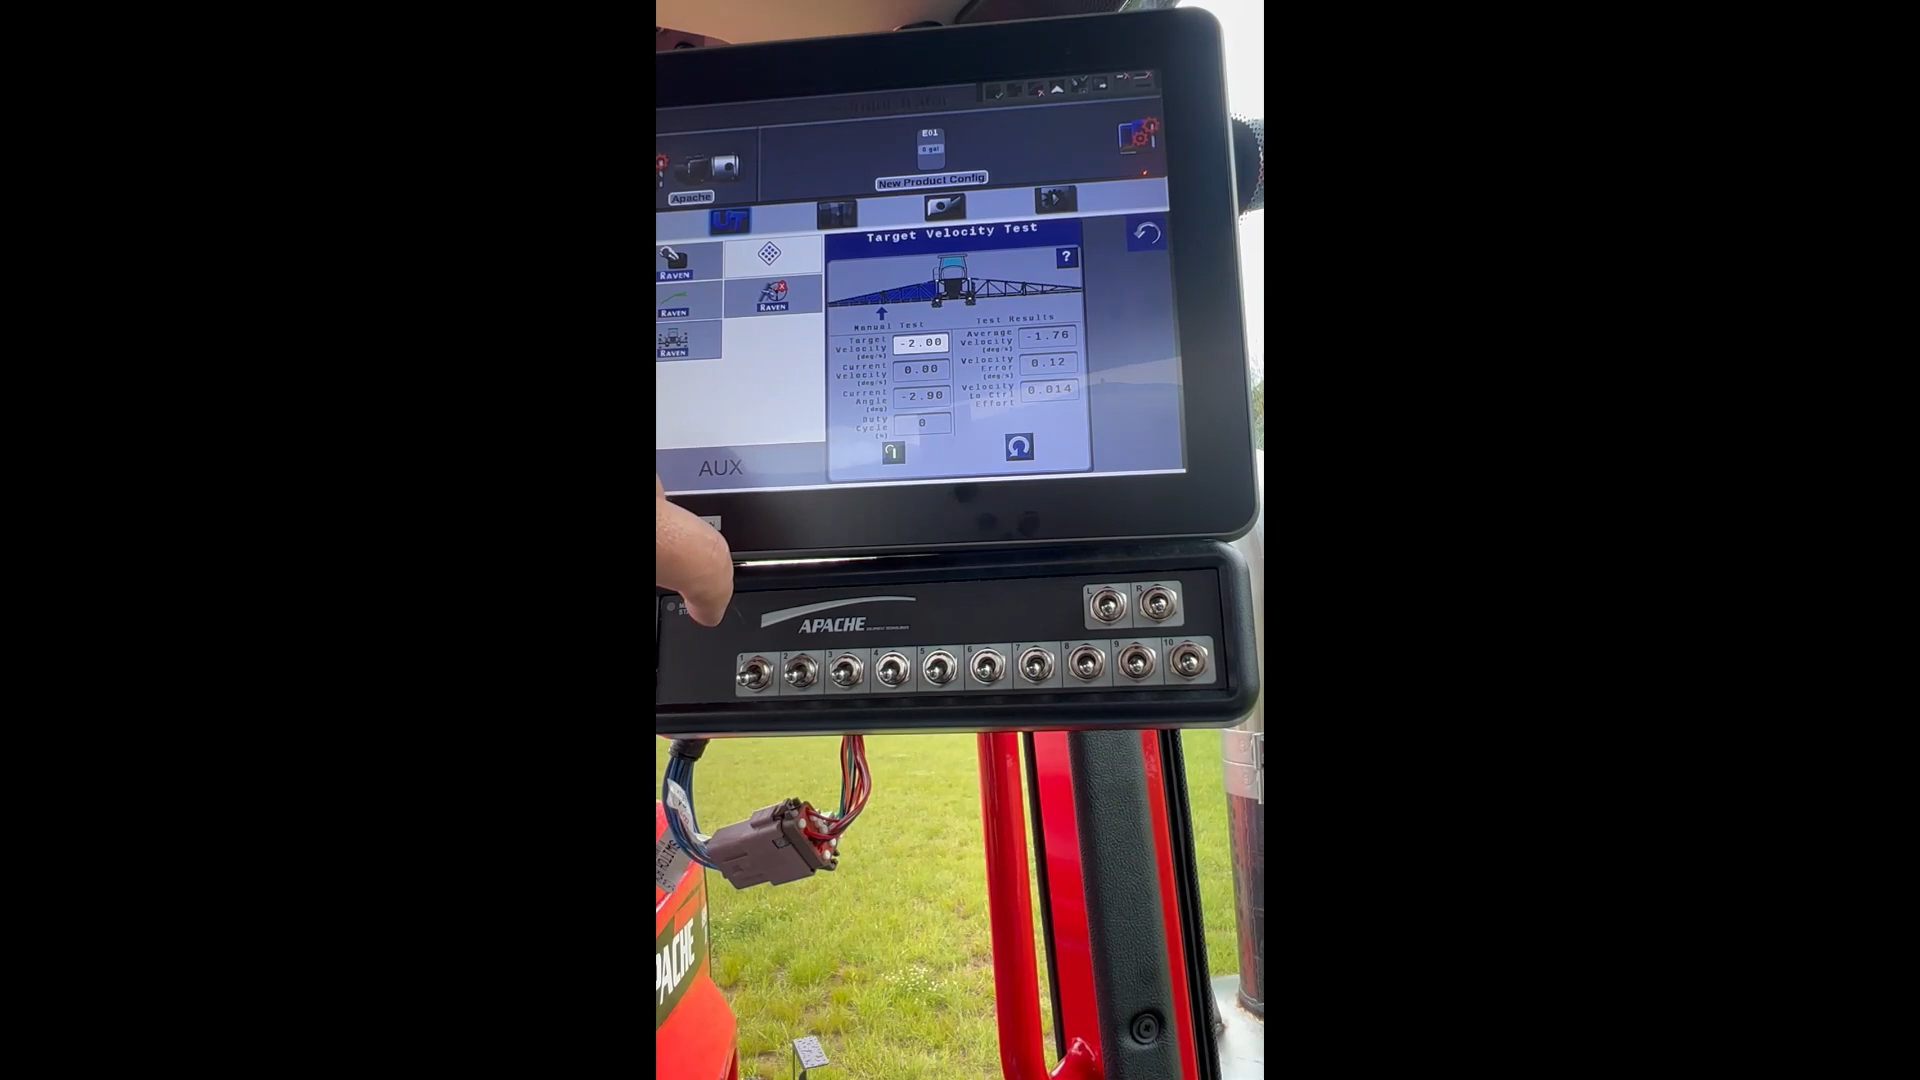 E01
0 gal
New Product Config
Apache
UT
Target Velocity Test
?
RAVEN
RAVEN
RAVEN
RAVEN
Manual Test
Test Results
Target Velocity (deg/s)
-2.00
Average Velocity (deg/s)
-1.76
Current Velocity (deg/s)
0.00
Velocity Error (deg/s)
0.12
Current Angle (deg)
-2.90
Velocity to Ctrl Effort
0.014
Duty Cycle
0
AUX
L
R
APACHE
1 2 3 4 5 6 7 8 9 10
SWITCH
PACHE